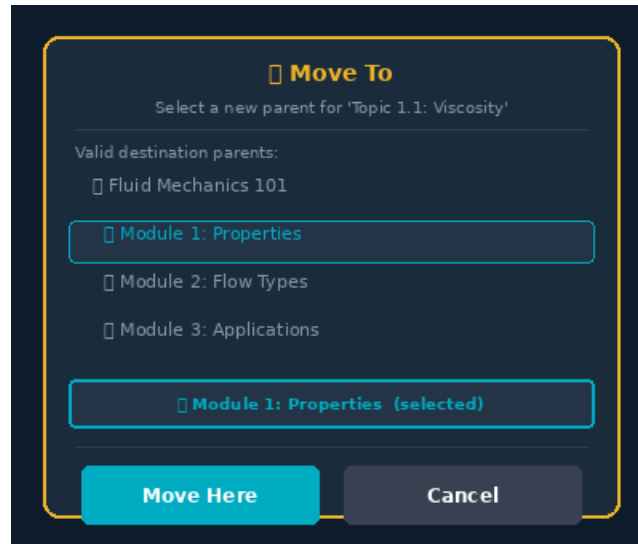 Move To
Select a new parent for 'Topic 1.1: Viscosity'
Valid destination parents:
Fluid Mechanics 101
Module 1: Properties
Module 2: Flow Types
Module 3: Applications
Module 1: Properties (selected)
Move Here
Cancel